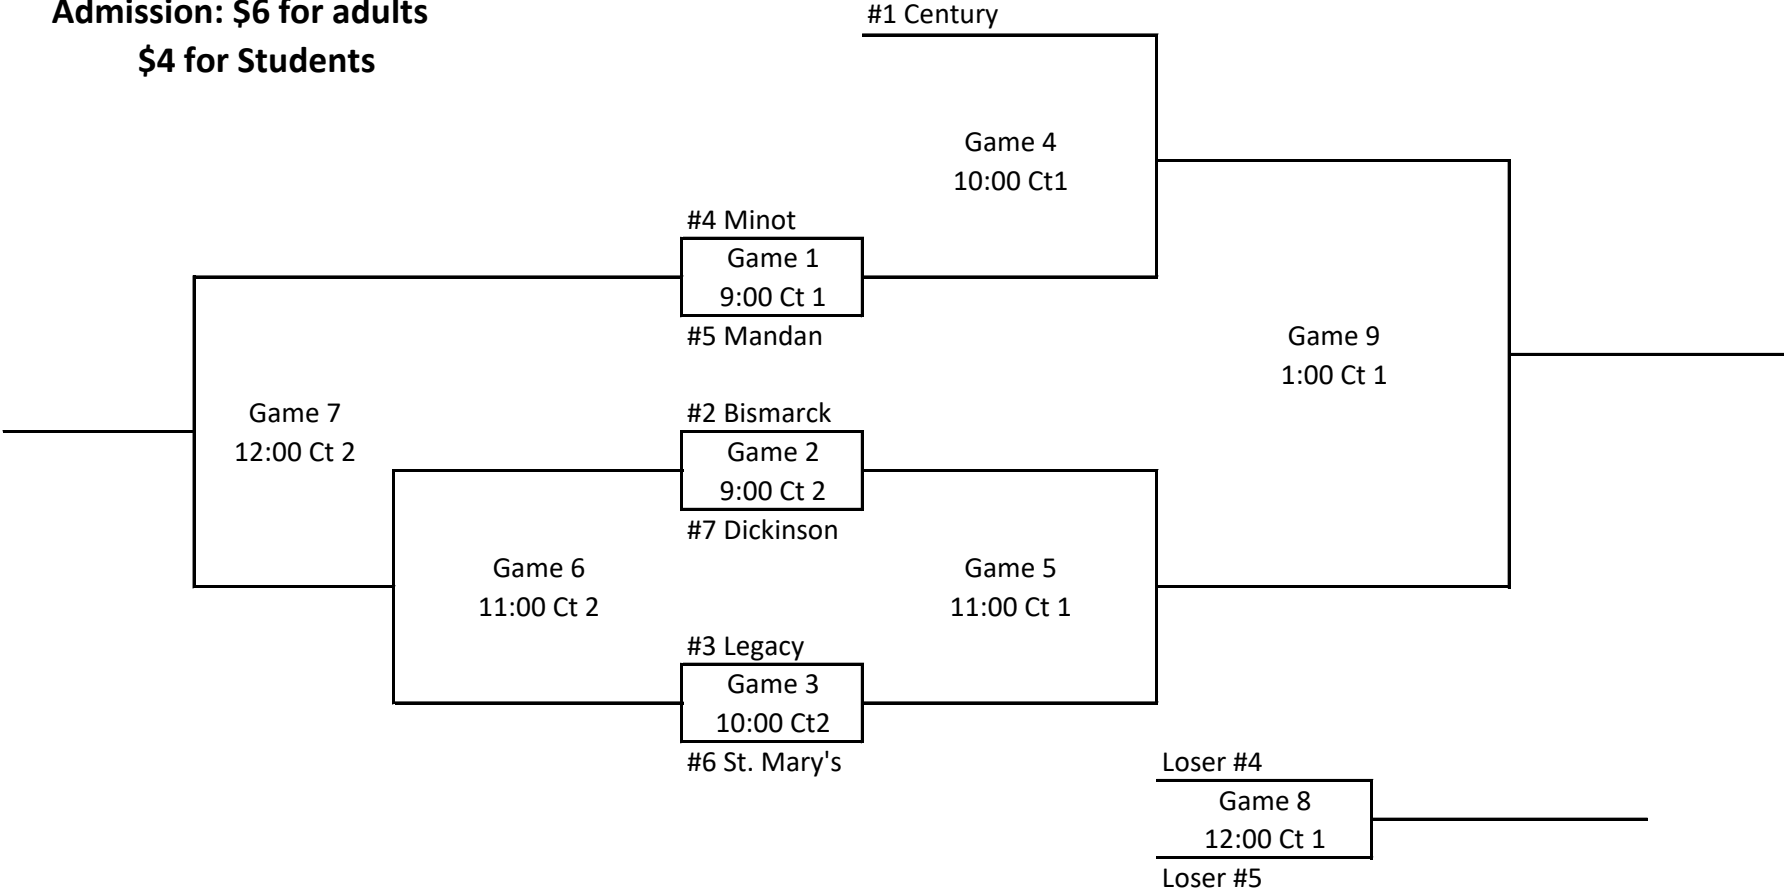 Admission: $6 for adults
$4 for Students
#1 Century
Game 4
10:00 Ct1
#4 Minot
Game 1
9:00 Ct 1
#5 Mandan
Game 9
1:00 Ct 1
Game 7
12:00 Ct 2
#2 Bismarck
Game 2
9:00 Ct 2
#7 Dickinson
Game 6
11:00 Ct 2
Game 5
11:00 Ct 1
#3 Legacy
Game 3
10:00 Ct2
#6 St. Mary's
Loser #4
Game 8
12:00 Ct 1
Loser #5